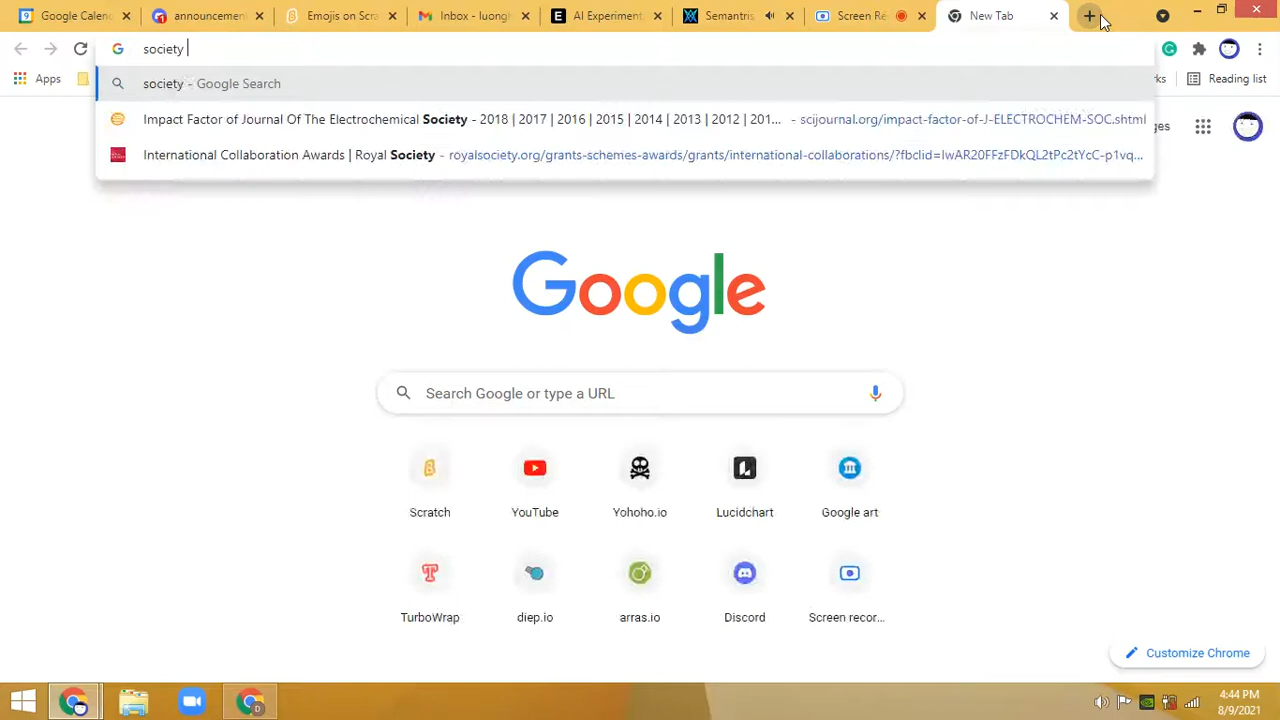 Google Calend
announcement
Emojis on Scra
Inbox - luongh
AI Experiment
Semantris
Screen Re
New Tab
society
Apps
Reading list
society - Google Search
Impact Factor of Journal Of The Electrochemical Society - 2018 | 2017 | 2016 | 2015 | 2014 | 2013 | 2012 | 201... - scijournal.org/impact-factor-of-J-ELECTROCHEM-SOC.shtml
International Collaboration Awards | Royal Society - royalsociety.org/grants-schemes-awards/grants/international-collaborations/?fbclid=IwAR20FFzFDkQL2tPc2tYcC-p1vq...
Google
Search Google or type a URL
Scratch
YouTube
Yohoho.io
Lucidchart
Google art
TurboWrap
diep.io
arras.io
Discord
Screen recor...
Customize Chrome
4:44 PM
8/9/2021